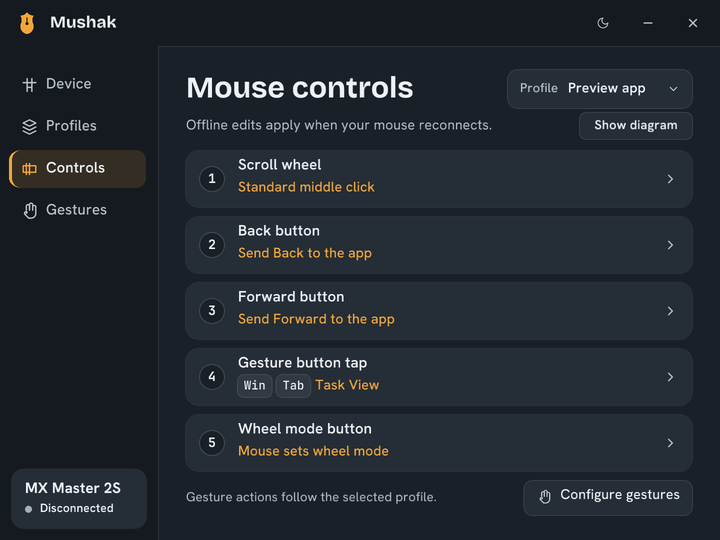 Mushak
Device
Profiles
Controls
Gestures
MX Master 2S
Disconnected
Mouse controls
Profile Preview app
Offline edits apply when your mouse reconnects.
Show diagram
1 Scroll wheel
Standard middle click
2 Back button
Send Back to the app
3 Forward button
Send Forward to the app
4 Gesture button tap
Win Tab Task View
5 Wheel mode button
Mouse sets wheel mode
Gesture actions follow the selected profile.
Configure gestures